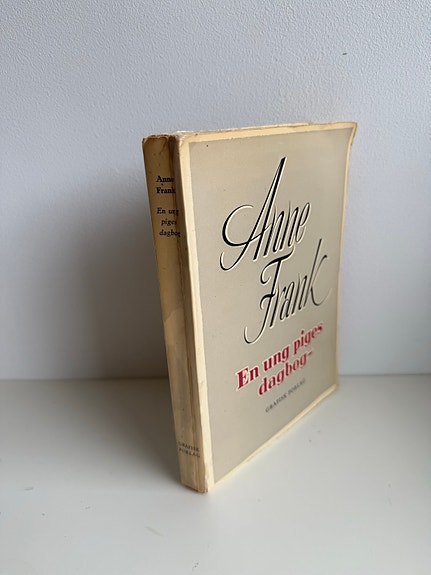 Anne
Frank
En ung
piges
dagbog
GRAFISK
FORLAG
Anne
Frank
En ung piges
dagbog-
GRAFISK FORLAG